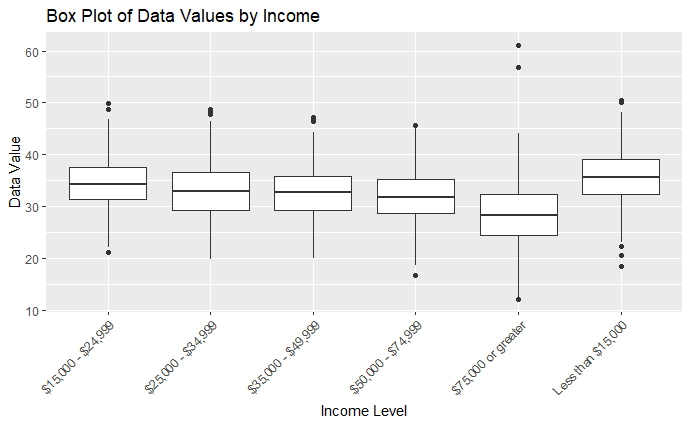 Box Plot of Data Values by Income
Data Value
60
50
40
30
20
10
$15,000 - $24,999
$25,000 - $34,999
$35,000 - $49,999
$50,000 - $74,999
$75,000 or greater
Less than $15,000
Income Level